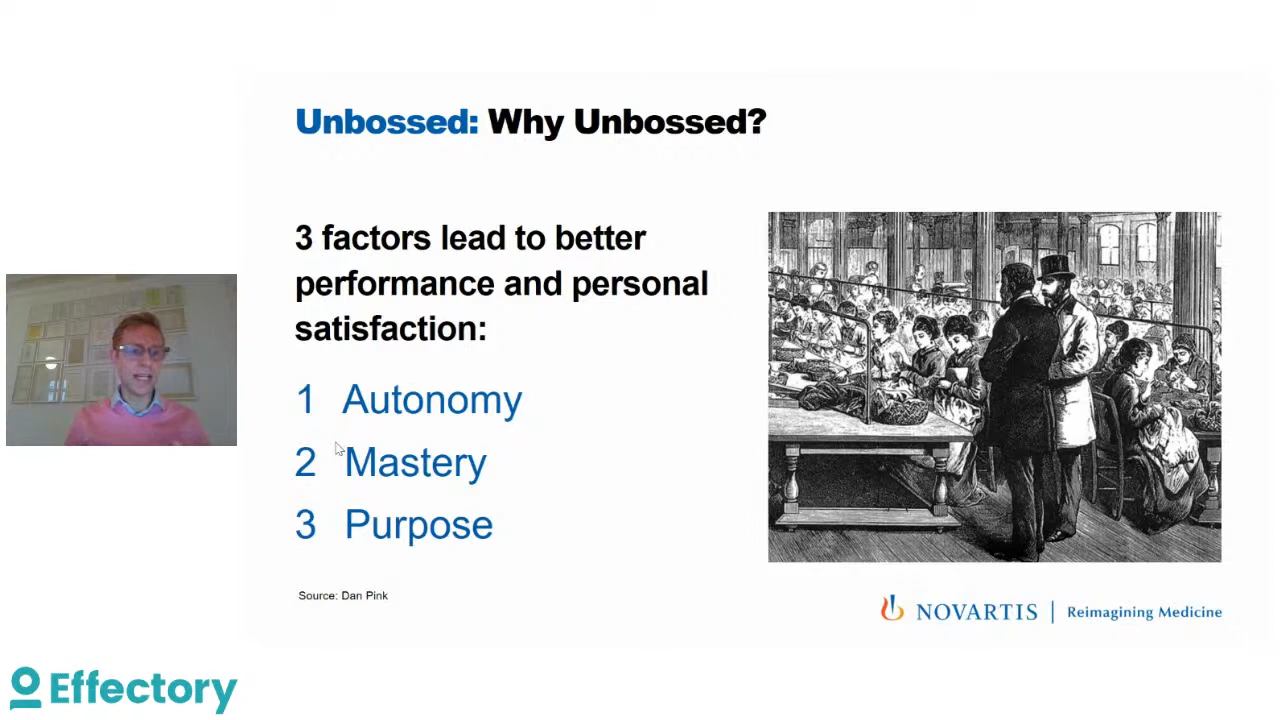 Unbossed: Why Unbossed?
3 factors lead to better
performance and personal
satisfaction:
1 Autonomy
2 Mastery
3 Purpose
Source: Dan Pink
NOVARTIS | Reimagining Medicine
Effectory